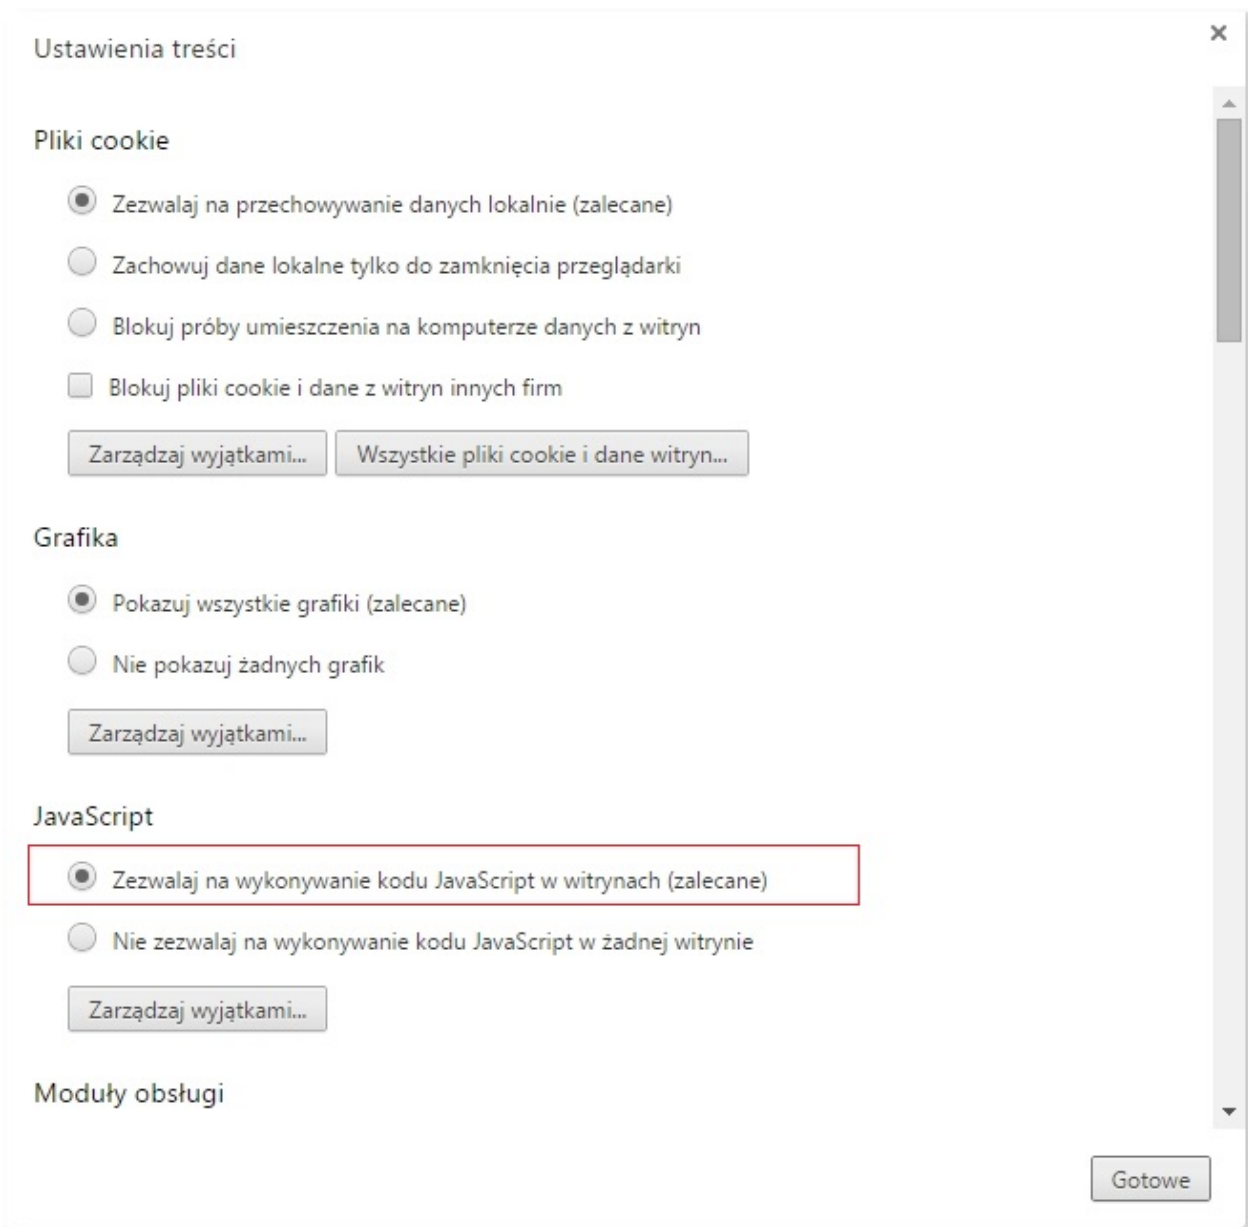 Ustawienia treści
Pliki cookie
Zezwalaj na przechowywanie danych lokalnie (zalecane)
Zachowuj dane lokalne tylko do zamknięcia przeglądarki
Blokuj próby umieszczenia na komputerze danych z witryn
Blokuj pliki cookie i dane z witryn innych firm
Zarządzaj wyjątkami... Wszystkie pliki cookie i dane witryn...
Grafika
Pokazuj wszystkie grafiki (zalecane)
Nie pokazuj żadnych grafik
Zarządzaj wyjątkami...
JavaScript
Zezwalaj na wykonywanie kodu JavaScript w witrynach (zalecane)
Nie zezwalaj na wykonywanie kodu JavaScript w żadnej witrynie
Zarządzaj wyjątkami...
Moduły obsługi
Gotowe